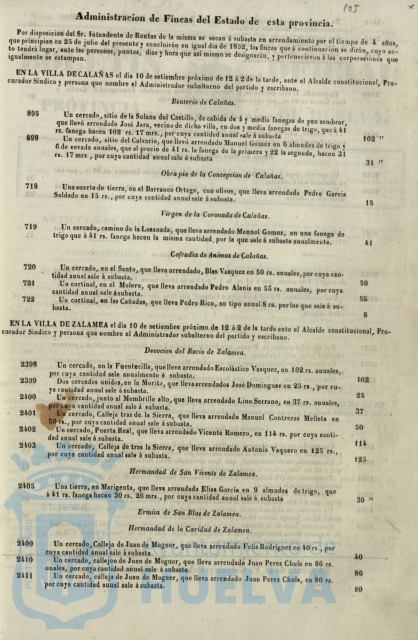 105
Administracion de Fincas del Estado de esta provincia.
Por disposicion del Sr. Intendente de Rentas de la misma se sacan á subasta en arrendamiento por el tiempo de 4 años,
que principian en 25 de julio del presente y concluirán en igual dia de 1852, las fincas que á continuacion se dirán, cuyo ac-
to tendrá lugar, ante las personas, puntos, dias y hora que asi mismo se designarán, y pertenecieron á las corporaciones que
igualmente se estampan.
EN LA VILLA DE CALAÑAS el dia 10 de setiembre próximo de 12 á 2 de la tarde, ante el Alcalde constitucional, Pro-
curador Sindico y persona que nombre el Administrador subalterno del partido y escribano.
Beaterio de Calañas.
895 Un cercado, sitio de la Solana del Castillo, de cabida de 4 y media fanegas de pan sembrar,
que llevó arrendado José Jara, vecino de dicha villa, en dos y media fanegas de trigo, que á 41
rs. fanega hacen 102 rs. 17 mrs., por cuya cantidad anual sale á subasta 102 17
898 Un cercado, sitio del Calvario, que llevó arrendado Manuel Gomez en 6 almudes de trigo y
6 de cevada anuales, que al precio de 41 rs. la fanega de la primera y 22 la segunda, hacen 31
rs. 17 mrs., por cuya cantidad anual sale á subasta 31 17
Obra pia de la Concepcion de Calañas.
718 Una suerte de tierra, en el Barranco Ortega, con olivos, que lleva arrendada Pedro Garcia
Saldado en 15 rs., por cuya cantidad sale á subasta. 15
Virgen de la Coronada de Calañas.
719 Un cercado, camino de la Losanada, que lleva arrendado Manuel Gomez, en una fanega de
trigo que á 41 rs. fanega hacen la misma cantidad, por la que sale á subasta anualmente. 41
Cofradia de Animas de Calañas.
720 Un cercado, en el Santo, que lleva arrendado, Blas Vazquez en 50 rs. anuales, por cuya can-
tidad anual sale á subasta. 50
721 Un cortinal, en el Molero, que lleva arrendado Pedro Alanis en 55 rs. anuales, por cuya
cantidad anual sale á subasta. 55
722 Un cortinal, en las Cañadas, que lleva Pedro Rico, su tipo anual 8 rs. por los que sale á su-
basta. 8
EN LA VILLA DE ZALAMEA el dia 10 de setiembre próximo de 12 á 2 de la tarde ante el Alcalde constitucional, Pro-
curador Sindico y persona que nombre el Administrador subalterno del partido y escribano.
Devocion del Rocio de Zalamea.
2398 Un cercado, en la Fuentecilla, que lleva arrendado Escolástico Vazquez, en 102 rs. anuales,
por cuya cantidad sale anualmente á subasta. 102
2399 Dos cercados unidos, en la Morita, que lleva arrendados José Dominguez en 25 rs., por cu-
ya cantidad anual sale á subasta. 25
2400 Un cercado, junto al Membrillo alto, que lleva arrendado Lino Serrano, en 37 rs. anuales,
por cuya cantidad anual sale á subasta. 37
2401 Un cercado, Calleja tras de la Sierra, que lleva arrendado Manuel Contreras Melleta en
50 rs., por cuya cantidad anual sale á subasta. 50
2402 Un cercado, Puerta Real, que lleva arrendado Vicente Romero, en 114 rs. por cuya canti-
dad anual sale á subasta. 114
2403 Un cercado, Calleja de tras la Sierra, que lleva arrendado Antonio Vaquero en 125 rs.,
por cuya cantidad anual sale á subasta. 125
Hermandad de San Vicente de Zalamea.
2405 Una tierra, en Marigenta, que lleva arrendada Elias Garcia en 9 almudes de trigo, que
á 41 rs. fanega hacen 30 rs. 26 mrs., por cuya cantidad anual sale á subasta 30 26
Ermita de San Blas de Zalamea.
Hermandad de la Caridad de Zalamea.
2409 Un cercado, Calleja de Juan de Moguer, que lleva arrendado Felix Rodriguez en 40 rs., por
cuya cantidad anual sale á subasta. 40
2410 Un cercado, callejon de Juan de Moguer, que lleva arrendado Juan Perez Chula en 86 rs.
anuales, por cuya cantidad anual sale á subasta. 86
2411 Un cercado, calleja de Juan de Moguer, que lleva arrendado Juan Perez Chula, en 80 rs.
por cuya cantidad anual sale á subasta. 80
HUELVA